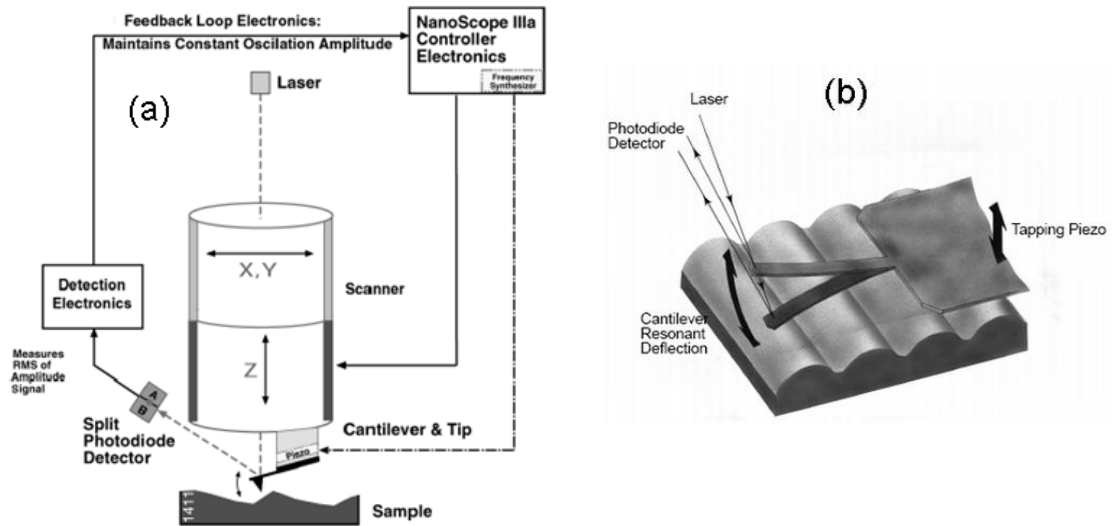 Feedback Loop Electronics:
Maintains Constant Oscilation Amplitude
NanoScope IIIa
Controller
Electronics
Frequency
Synthesizer
Laser
(a)
X, Y
Scanner
Detection
Electronics
Z
Measures
RMS of
Amplitude
Signal
A
B
Split
Photodiode
Detector
Cantilever & Tip
Piezo
Sample
1411
(b)
Laser
Photodiode
Detector
Tapping Piezo
Cantilever
Resonant
Deflection